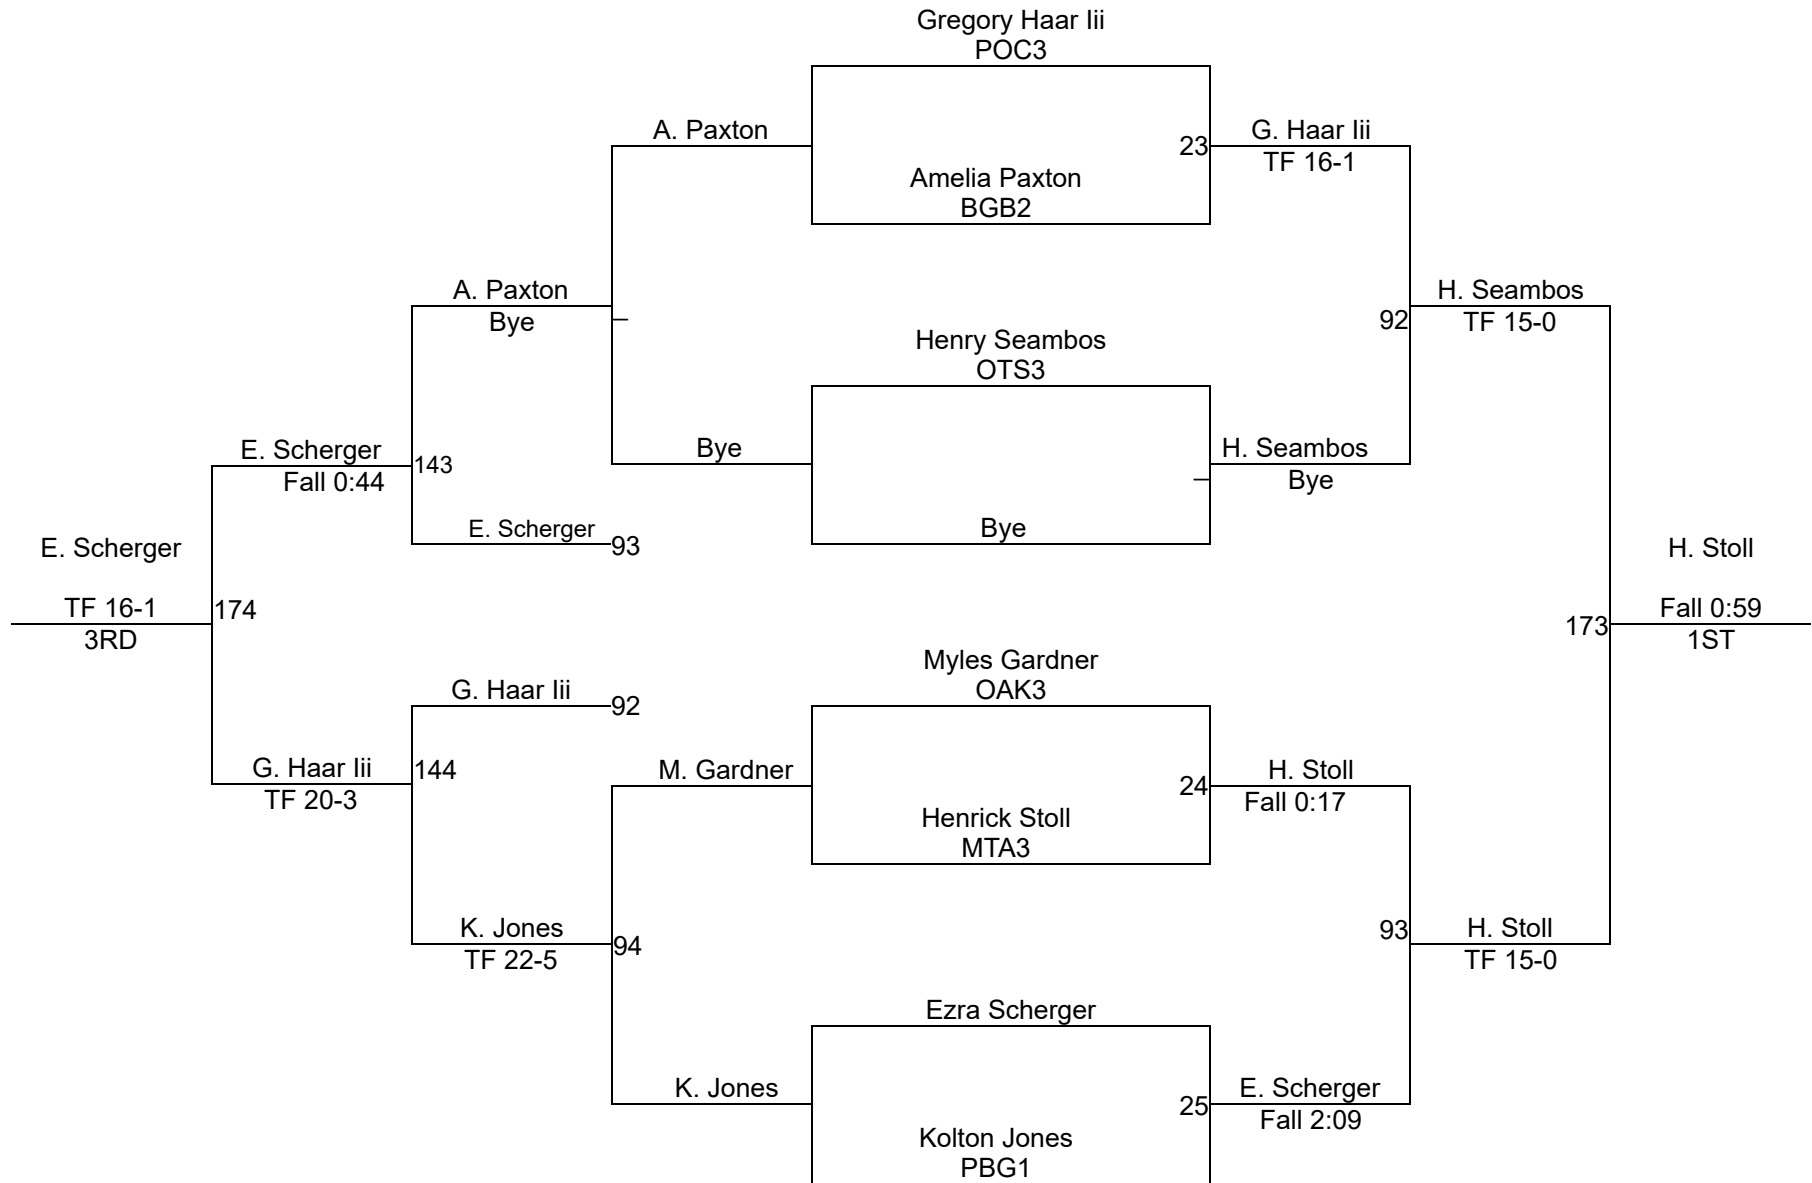 Gregory Haar Iii
POC3
A. Paxton
23
G. Haar Iii
TF 16-1
Amelia Paxton
BGB2
A. Paxton
Bye
H. Seambos
TF 15-0
92
Henry Seambos
OTS3
E. Scherger
Fall 0:44
143
Bye
H. Seambos
Bye
E. Scherger
93
Bye
E. Scherger
TF 16-1
3RD
174
H. Stoll
Fall 0:59
1ST
173
G. Haar Iii
92
Myles Gardner
OAK3
G. Haar Iii
TF 20-3
144
M. Gardner
24
H. Stoll
Fall 0:17
Henrick Stoll
MTA3
K. Jones
TF 22-5
94
93
H. Stoll
TF 15-0
Ezra Scherger
K. Jones
25
E. Scherger
Fall 2:09
Kolton Jones
PBG1